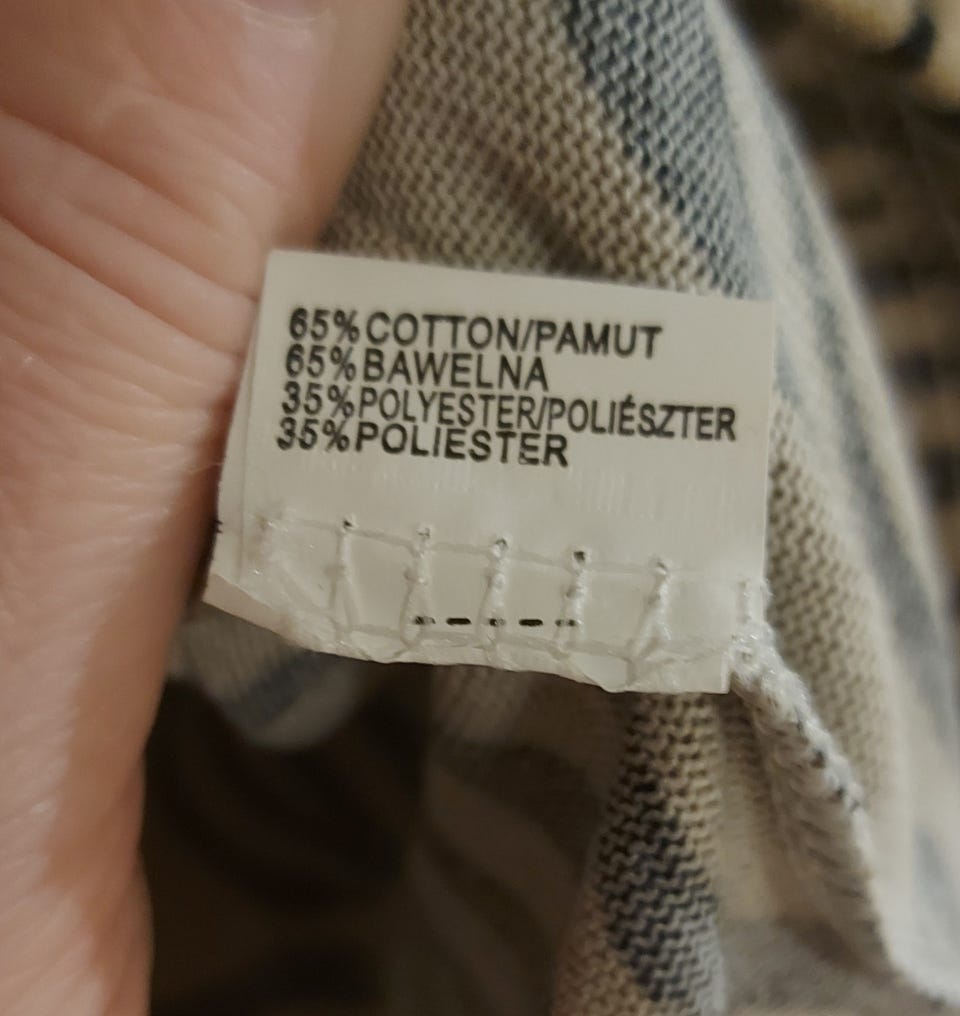 65% COTTON/PAMUT
65% BAWELNA
35% POLYESTER/POLIÉSZTER
35% POLIESTER